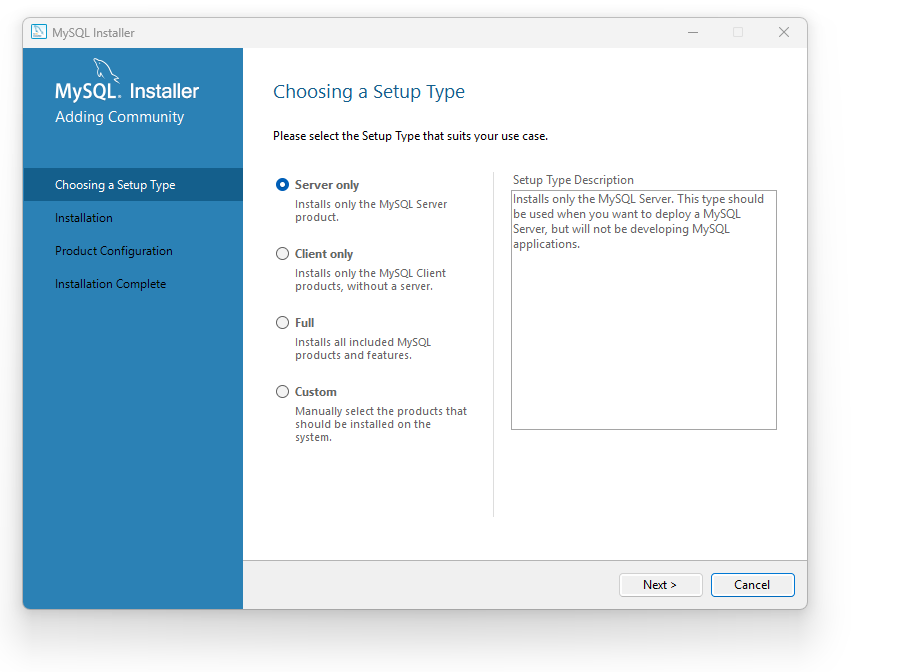 MySQL Installer
MySQL. Installer
Adding Community
Choosing a Setup Type
Installation
Product Configuration
Installation Complete
Choosing a Setup Type
Please select the Setup Type that suits your use case.
Server only
Installs only the MySQL Server
product.
Client only
Installs only the MySQL Client
products, without a server.
Full
Installs all included MySQL
products and features.
Custom
Manually select the products that
should be installed on the
system.
Setup Type Description
Installs only the MySQL Server. This type should
be used when you want to deploy a MySQL
Server, but will not be developing MySQL
applications.
Next >
Cancel